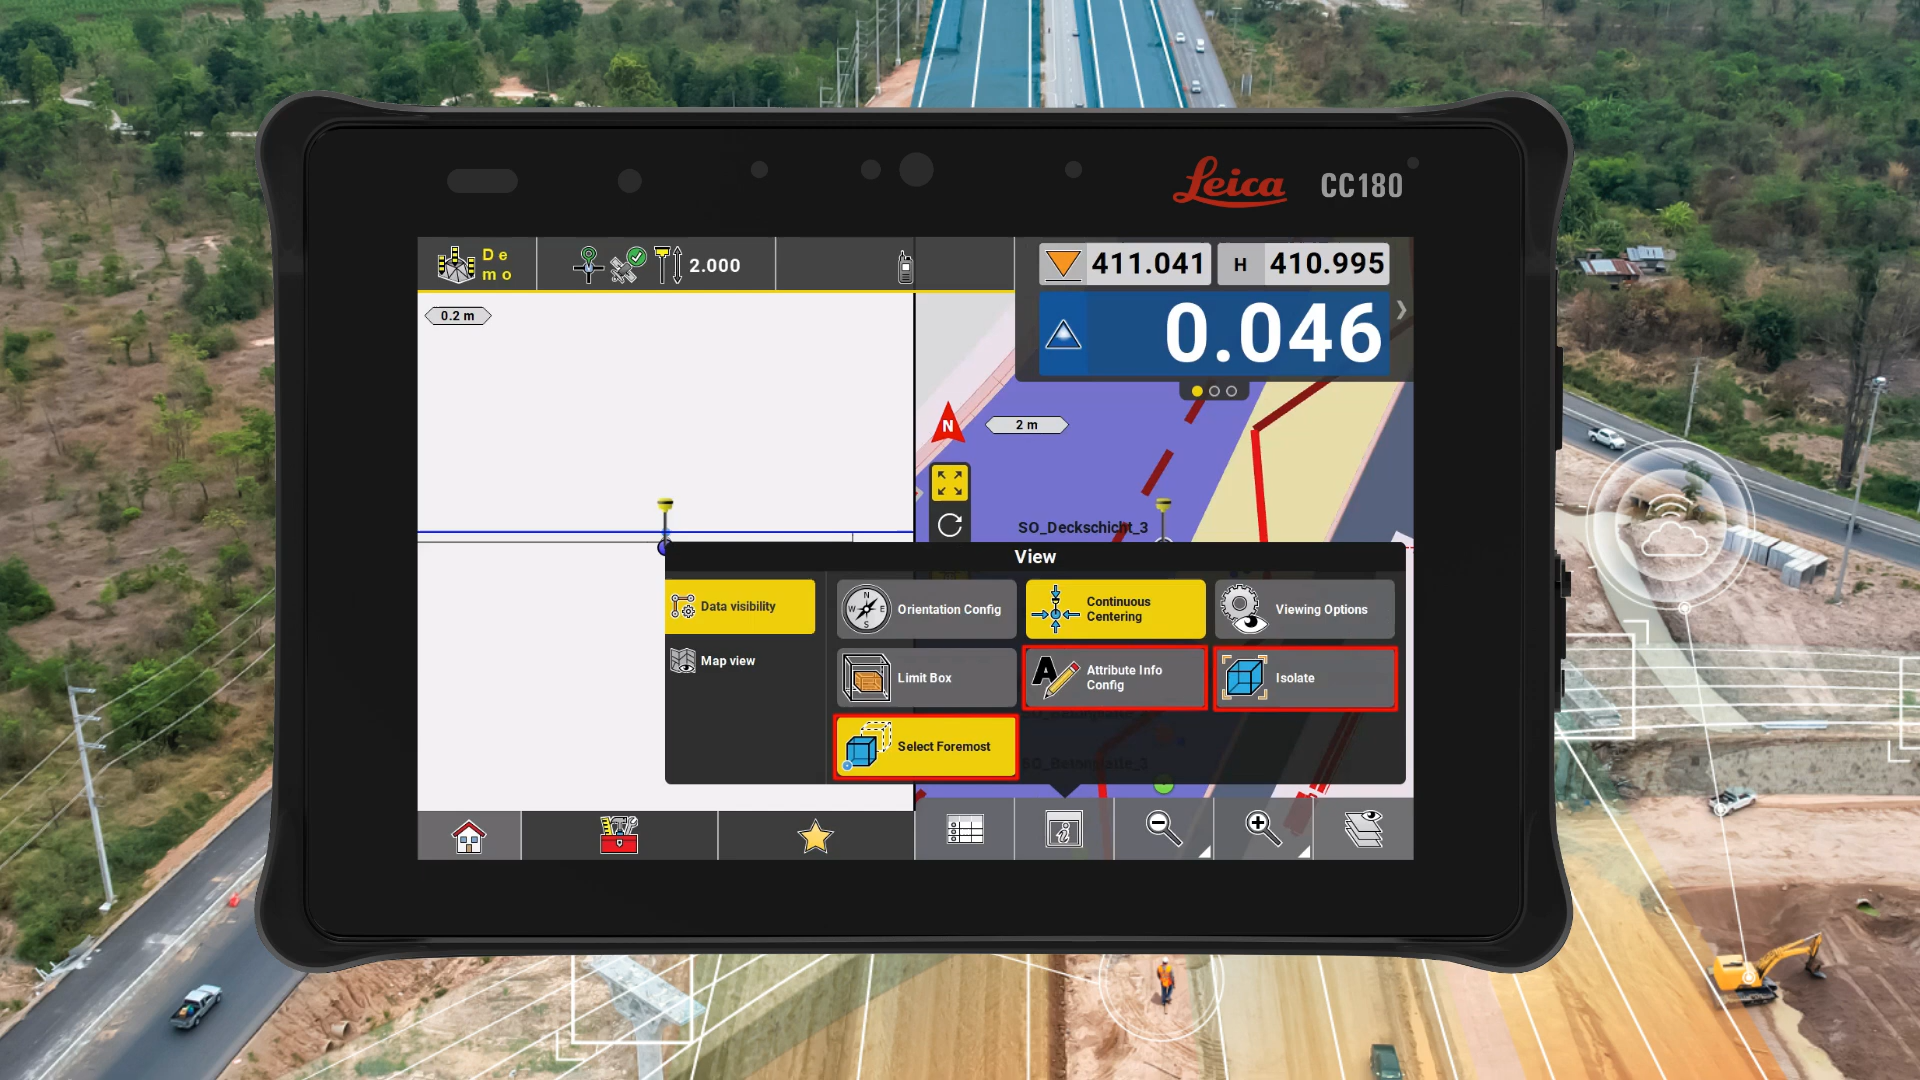 Leica CC180
De
mo
2.000
411.041
H 410.995
0.046
0.2 m
N
2 m
SO_Deckschicht_3
View
Data visibility
Map view
N
W E
S
Orientation Config
Continuous
Centering
Viewing Options
Limit Box
A
Attribute Info
Config
Isolate
Select Foremost
i